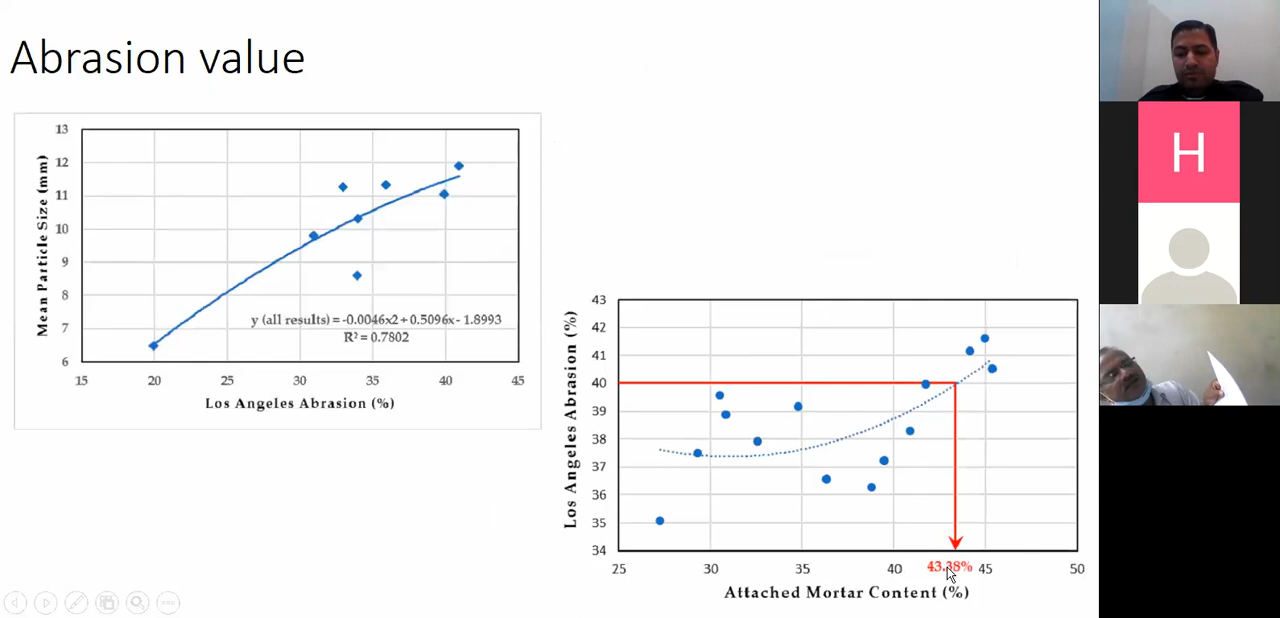 Abrasion value
Mean Particle Size (mm)
13
12
11
10
9
8
7
6
y (all results) = -0.0046x2 + 0.5096x - 1.8993
R² = 0.7802
15 20 25 30 35 40 45
Los Angeles Abrasion (%)
Los Angeles Abrasion (%)
43
42
41
40
39
38
37
36
35
34
25 30 35 40 43.38% 45 50
Attached Mortar Content (%)
H